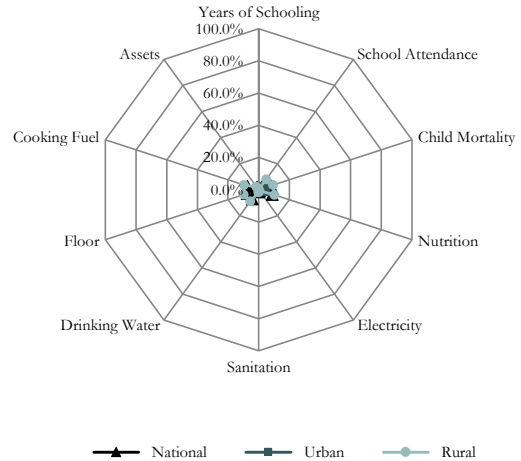 Years of Schooling
100.0%
Assets
School Attendance
80.0%
60.0%
40.0%
Cooking Fuel
Child Mortality
20.0%
0.0%
Floor
Nutrition
Drinking Water
Electricity
Sanitation
National Urban Rural